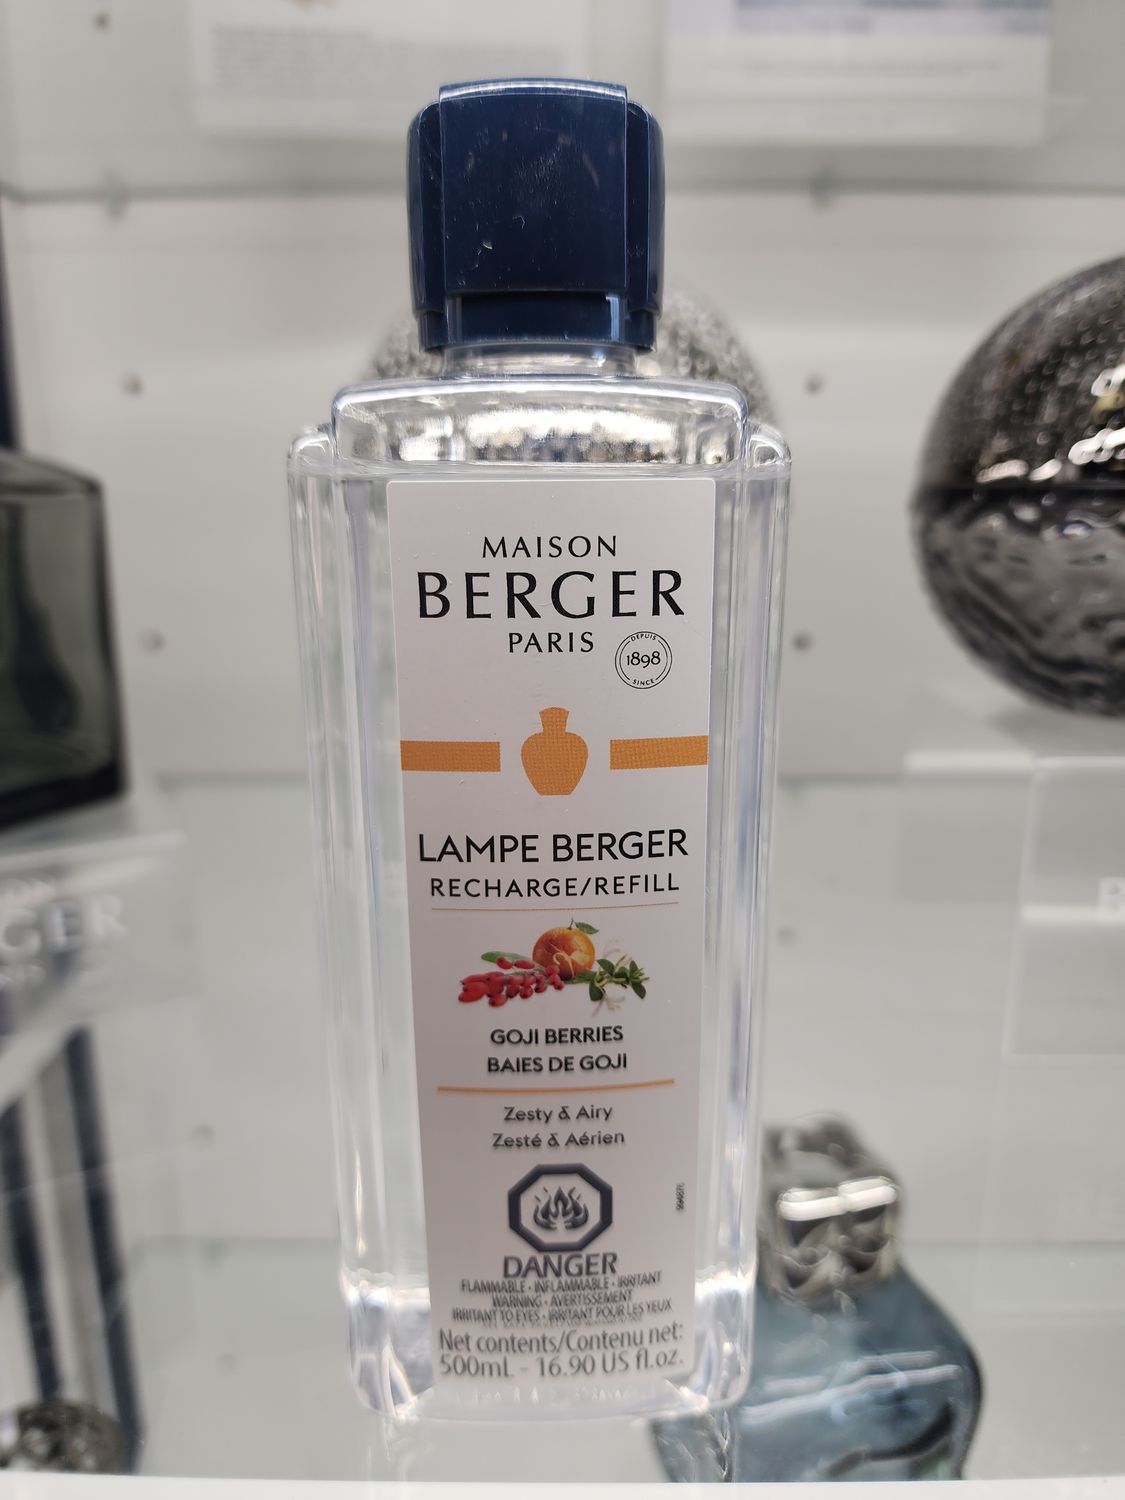 MAISON
BERGER
PARIS
DEPUIS
1898
SINCE
LAMPE BERGER
RECHARGE/REFILL
GOJI BERRIES
BAIES DE GOJI
Zesty & Airy
Zesté & Aérien
DANGER
FLAMMABLE · INFLAMMABLE · IRRITANT
WARNING · AVERTISSEMENT
IRRITANT TO EYES · IRRITANT POUR LES YEUX
Net contents/Contenu net:
500mL - 16.90 US fl.oz.